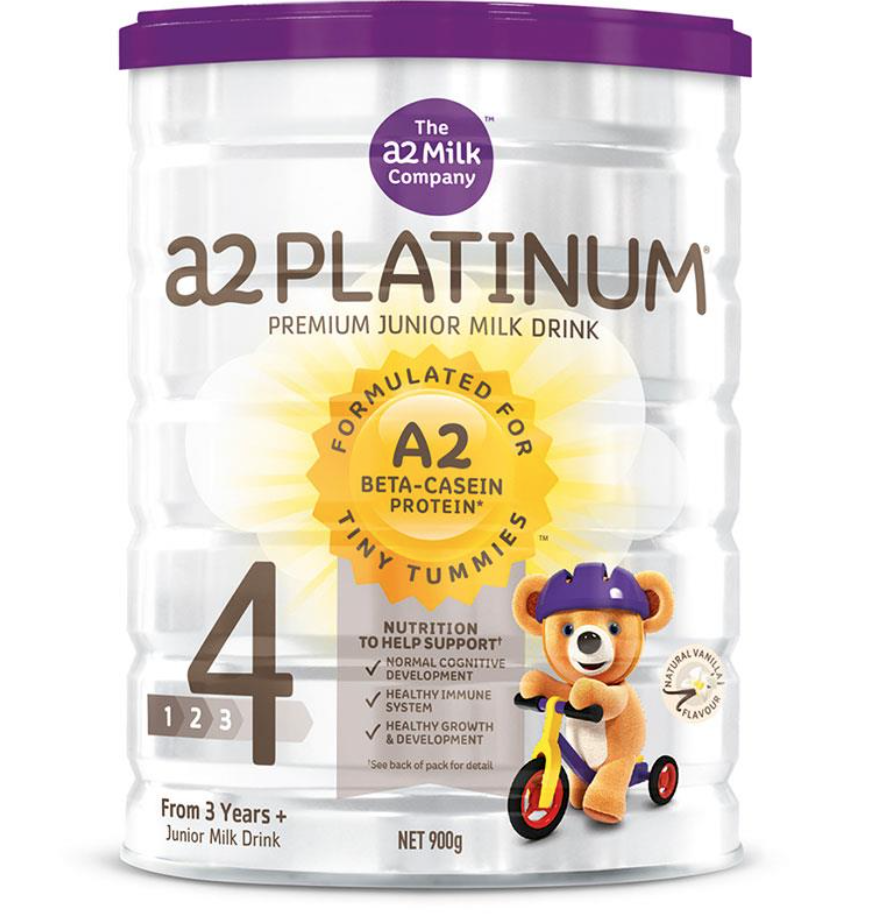 The
a2 Milk
Company
™
a2 PLATINUM®
PREMIUM JUNIOR MILK DRINK
FORMULATED FOR
A2
BETA-CASEIN
PROTEIN*
TINY TUMMIES
™
4
1 2 3
NUTRITION
TO HELP SUPPORT†
NORMAL COGNITIVE
DEVELOPMENT
HEALTHY IMMUNE
SYSTEM
HEALTHY GROWTH
& DEVELOPMENT
†See back of pack for detail
NATURAL VANILLA
FLAVOUR
From 3 Years +
Junior Milk Drink
NET 900g